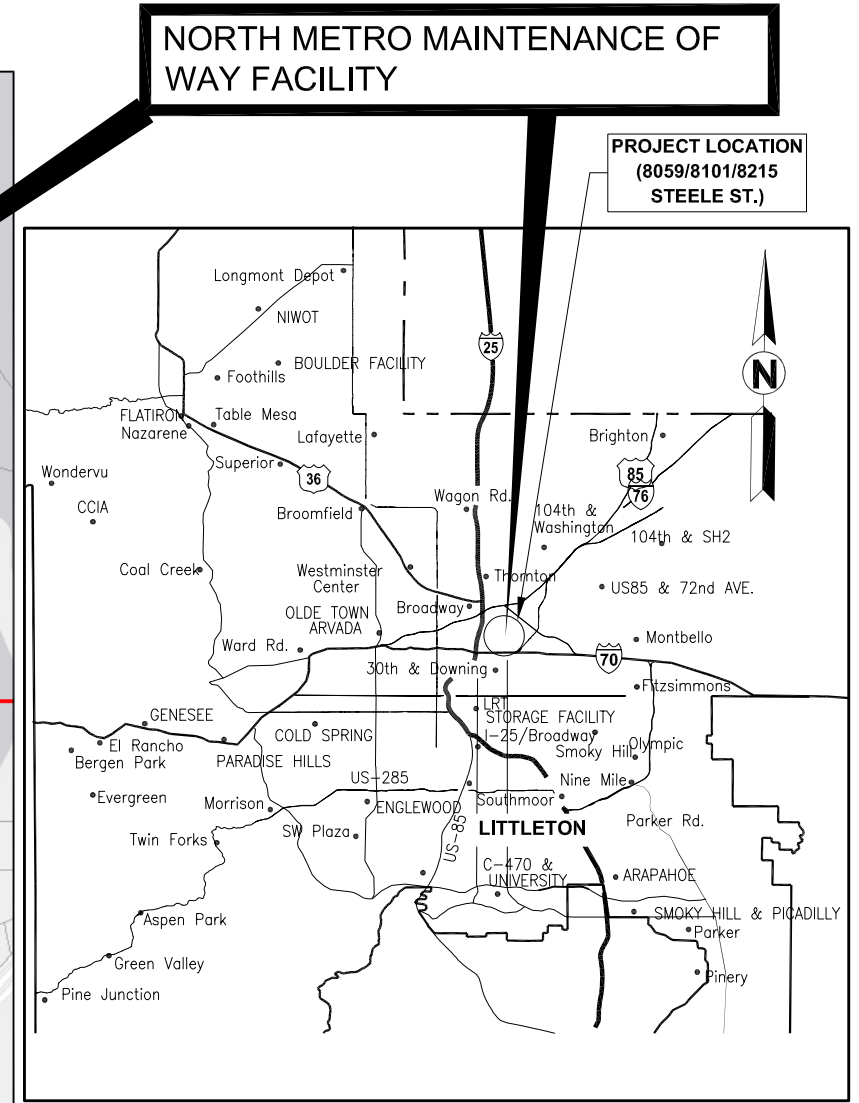 NORTH METRO MAINTENANCE OF
WAY FACILITY
PROJECT LOCATION
(8059/8101/8215
STEELE ST.)
Longmont Depot
NIWOT
25
BOULDER FACILITY
Foothills
N
FLATIRON
Table Mesa
Nazarene
Lafayette
Brighton
Superior
36
85
76
Wondervu
CCIA
Broomfield
Wagon Rd.
104th &
Washington
104th & SH2
Coal Creek
Westminster
Center
Thornton
US85 & 72nd AVE.
Broadway
OLDE TOWN
ARVADA
Ward Rd.
Montbello
70
30th & Downing
Fitzsimmons
LRT
STORAGE FACILITY
GENESEE
COLD SPRING
I-25/Broadway
Smoky Hill
Olympic
El Rancho
Bergen Park
PARADISE HILLS
US-285
Nine Mile
Evergreen
Morrison
ENGLEWOOD
Southmoor
Parker Rd.
Twin Forks
SW Plaza
US-85
LITTLETON
C-470 &
UNIVERSITY
ARAPAHOE
Aspen Park
SMOKY HILL & PICADILLY
Parker
Green Valley
Pinery
Pine Junction